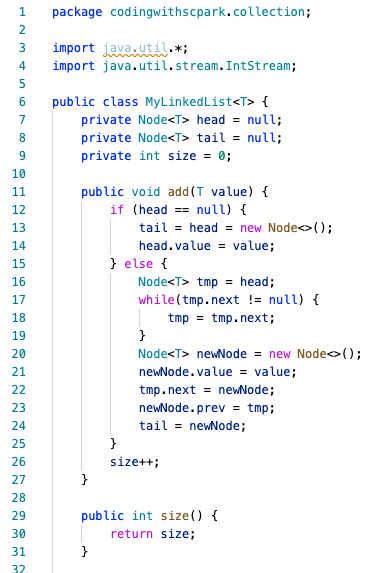 1 package codingwithscpark.collection;
2
3 import java.util.*;
4 import java.util.stream.IntStream;
5
6 public class MyLinkedList<T> {
7     private Node<T> head = null;
8     private Node<T> tail = null;
9     private int size = 0;
10
11     public void add(T value) {
12         if (head == null) {
13             tail = head = new Node<>();
14             head.value = value;
15         } else {
16             Node<T> tmp = head;
17             while(tmp.next != null) {
18                 tmp = tmp.next;
19             }
20             Node<T> newNode = new Node<>();
21             newNode.value = value;
22             tmp.next = newNode;
23             newNode.prev = tmp;
24             tail = newNode;
25         }
26         size++;
27     }
28
29     public int size() {
30         return size;
31     }
32